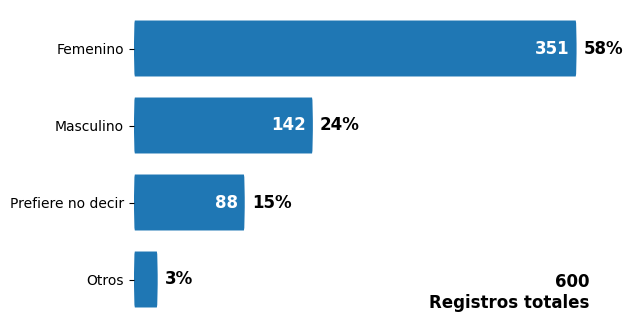 Femenino 351 58%
Masculino 142 24%
Prefiere no decir 88 15%
Otros 3%
600
Registros totales